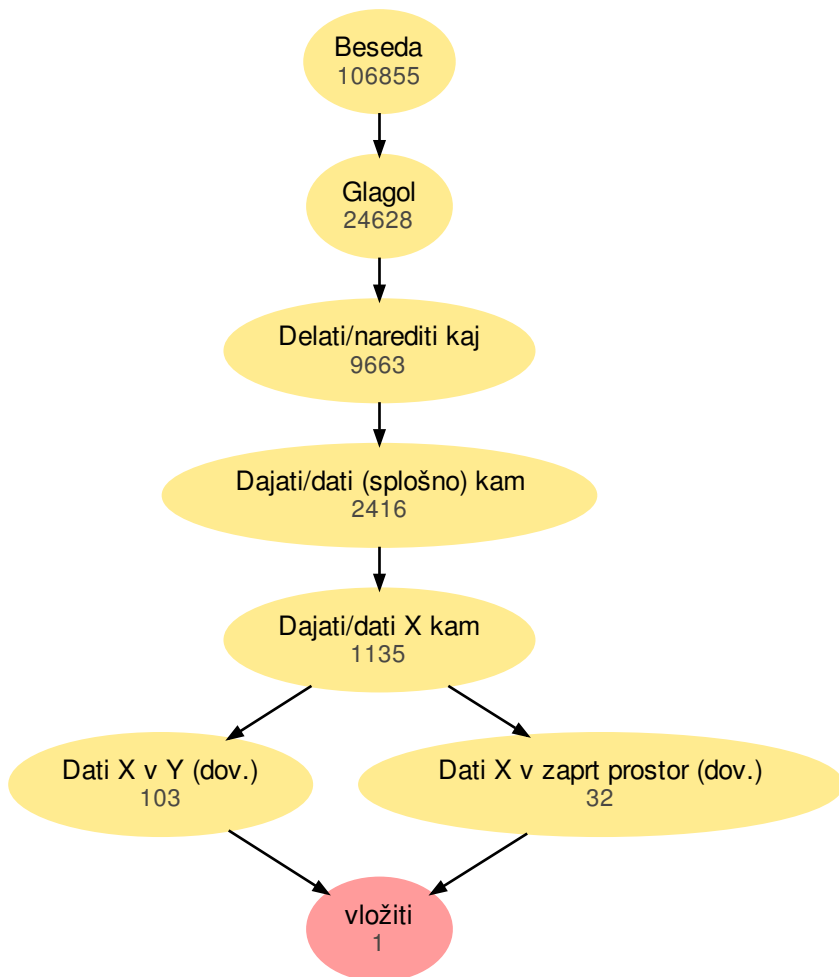 Beseda
106855
Glagol
24628
Delati/narediti kaj
9663
Dajati/dati (splošno) kam
2416
Dajati/dati X kam
1135
Dati X v Y (dov.)
103
Dati X v zaprt prostor (dov.)
32
vložiti
1